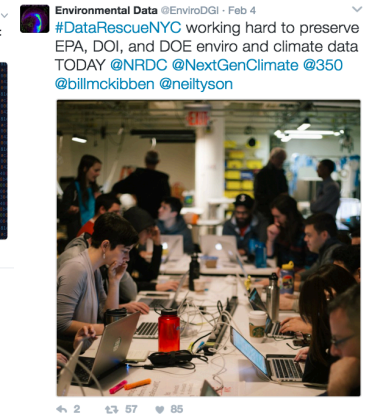 Environmental Data @EnviroDGI · Feb 4
#DataRescueNYC working hard to preserve
EPA, DOI, and DOE enviro and climate data
TODAY @NRDC @NextGenClimate @350
@billmckibben @neiltyson
EXIT
2 57 85